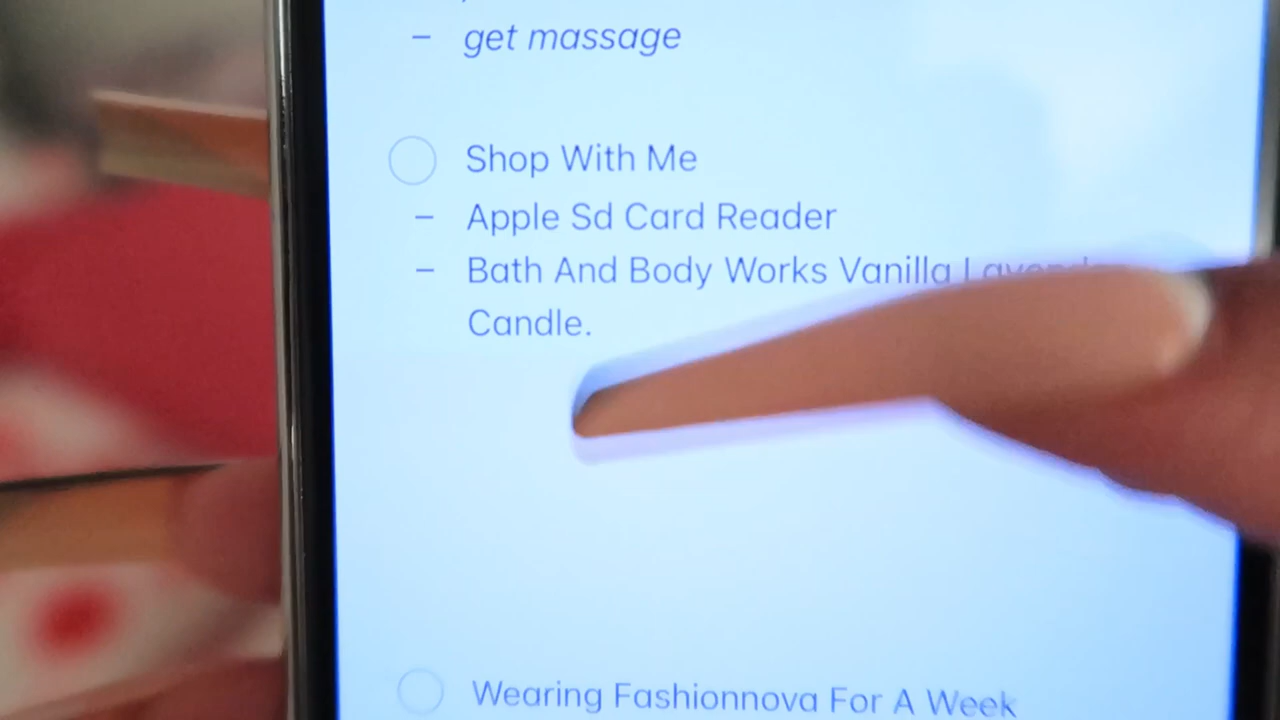 – get massage
Shop With Me
– Apple Sd Card Reader
– Bath And Body Works Vanilla
Candle.
Wearing Fashionnova For A Week